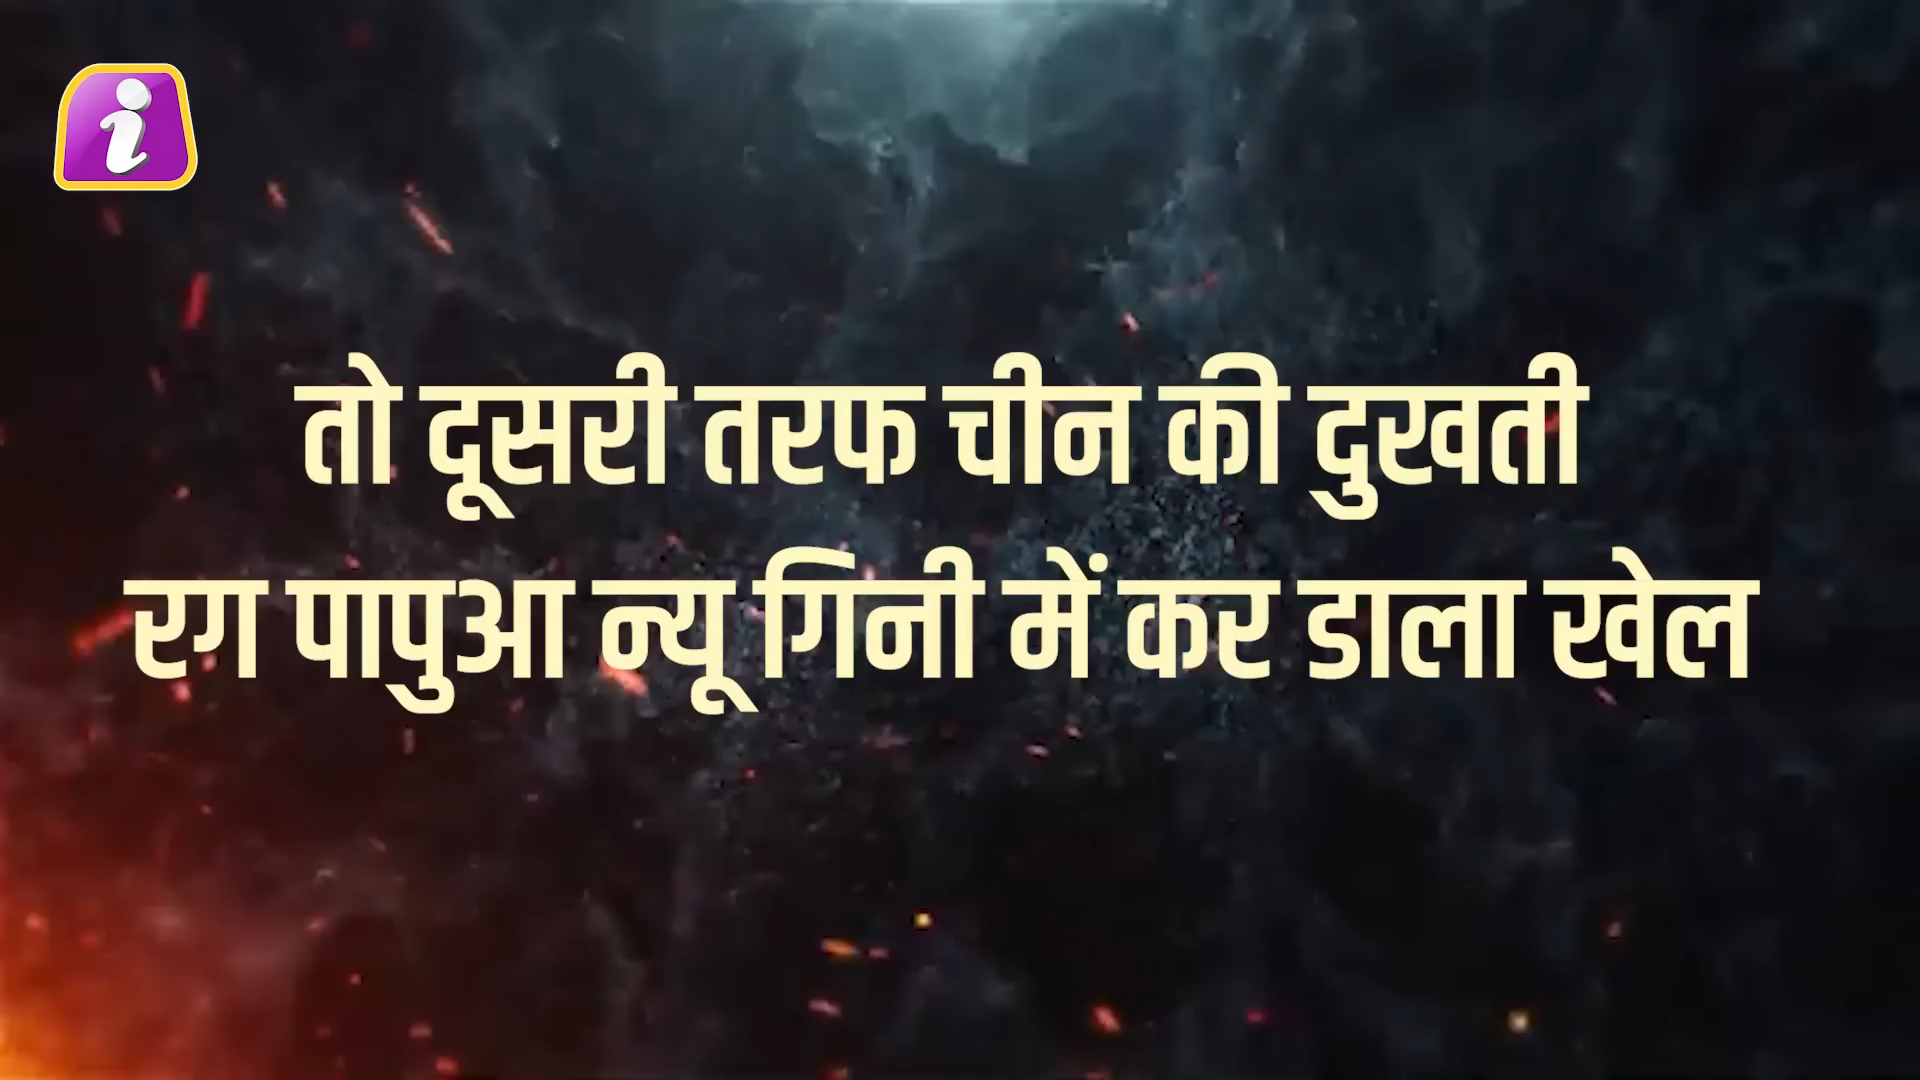 i
तो दूसरी तरफ चीन की दुखती
रग पापुआ न्यू गिनी में कर डाला खेल